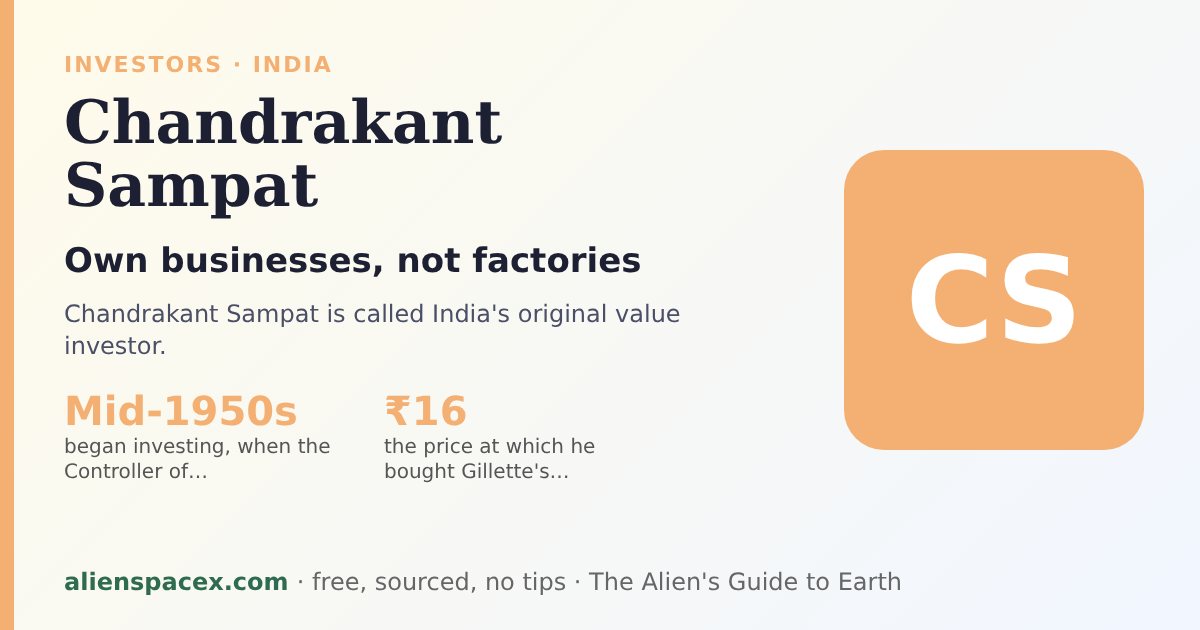 INVESTORS · INDIA
Chandrakant
Sampat
Own businesses, not factories
Chandrakant Sampat is called India's original value
investor.
Mid-1950s
began investing, when the
Controller of…
₹16
the price at which he
bought Gillette's…
CS
alienspacex.com · free, sourced, no tips · The Alien's Guide to Earth